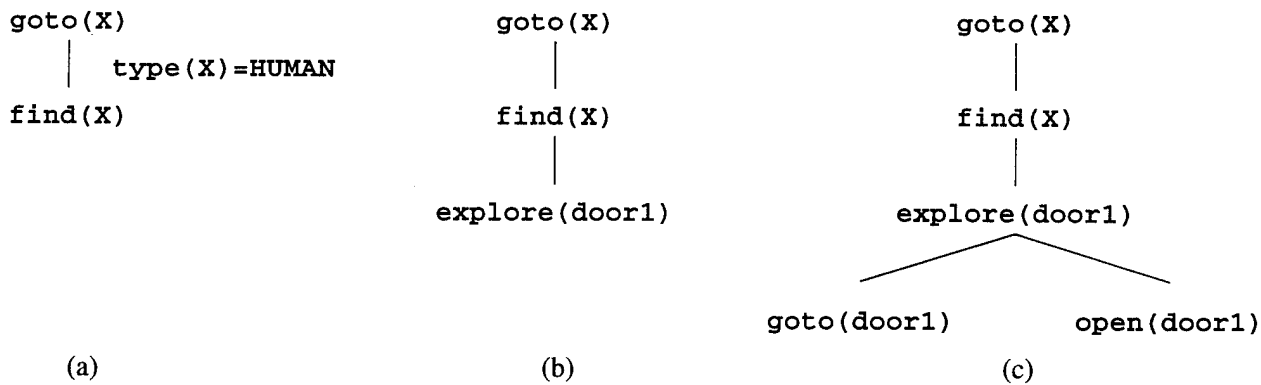 goto(X)
type(X)=HUMAN
find(X)
(a)
goto(X)
find(X)
explore(door1)
(b)
goto(X)
find(X)
explore(door1)
goto(door1) open(door1)
(c)